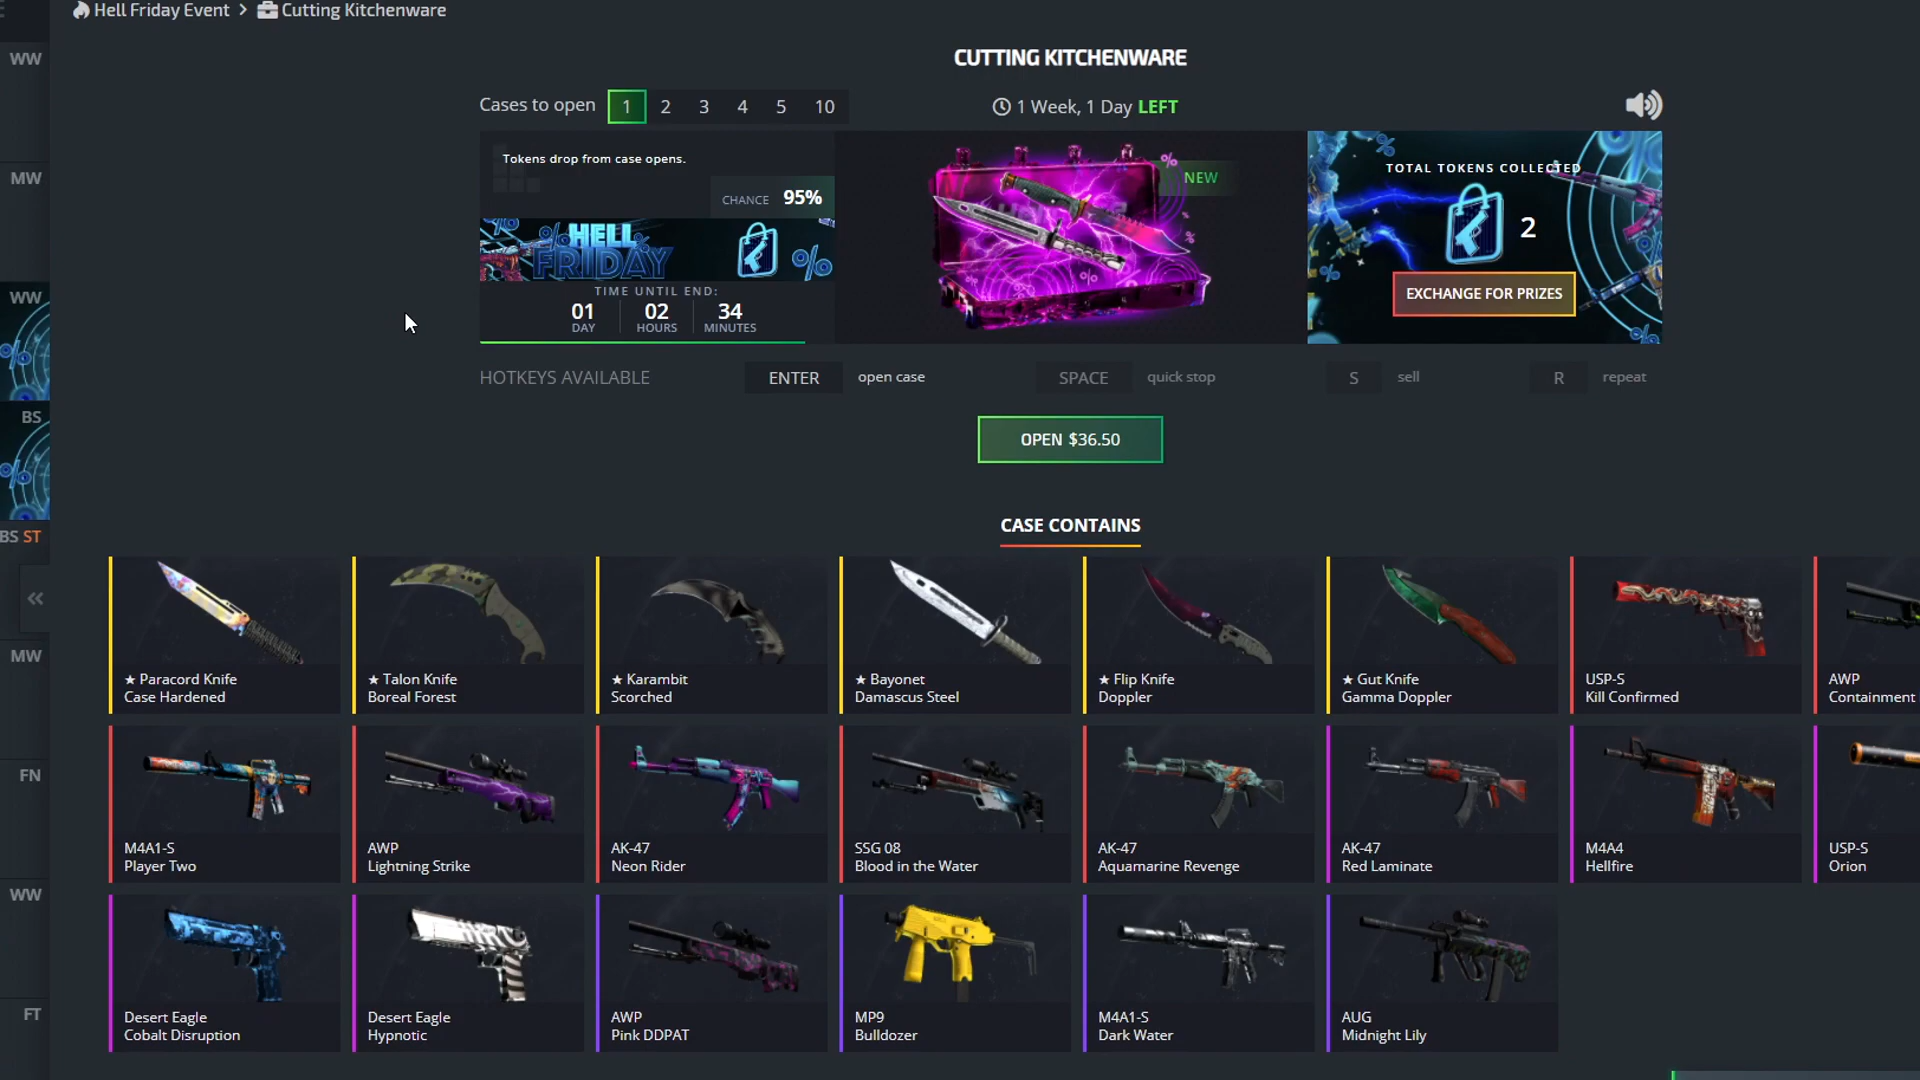 Hell Friday Event > Cutting Kitchenware
WW
MW
WW
BS
BS ST
MW
FN
WW
FT
CUTTING KITCHENWARE
Cases to open 1 2 3 4 5 10
1 Week, 1 Day LEFT
Tokens drop from case opens.
CHANCE 95%
HELL
FRIDAY
TIME UNTIL END:
01 02 34
DAY HOURS MINUTES
NEW
TOTAL TOKENS COLLECTED
2
EXCHANGE FOR PRIZES
HOTKEYS AVAILABLE ENTER open case SPACE quick stop S sell R repeat
OPEN $36.50
CASE CONTAINS
★ Paracord Knife
Case Hardened
★ Talon Knife
Boreal Forest
★ Karambit
Scorched
★ Bayonet
Damascus Steel
★ Flip Knife
Doppler
★ Gut Knife
Gamma Doppler
USP-S
Kill Confirmed
AWP
Containment
M4A1-S
Player Two
AWP
Lightning Strike
AK-47
Neon Rider
SSG 08
Blood in the Water
AK-47
Aquamarine Revenge
AK-47
Red Laminate
M4A4
Hellfire
USP-S
Orion
Desert Eagle
Cobalt Disruption
Desert Eagle
Hypnotic
AWP
Pink DDPAT
MP9
Bulldozer
M4A1-S
Dark Water
AUG
Midnight Lily